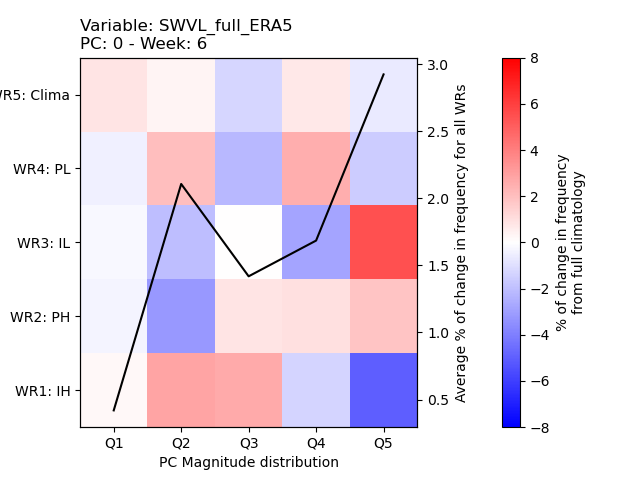 Variable: SWVL_full_ERA5
PC: 0 - Week: 6
WR5: Clima
WR4: PL
WR3: IL
WR2: PH
WR1: IH
Q1 Q2 Q3 Q4 Q5
PC Magnitude distribution
3.0
2.5
2.0
1.5
1.0
0.5
Average % of change in frequency for all WRs
8
6
4
2
0
−2
−4
−6
−8
% of change in frequency
from full climatology